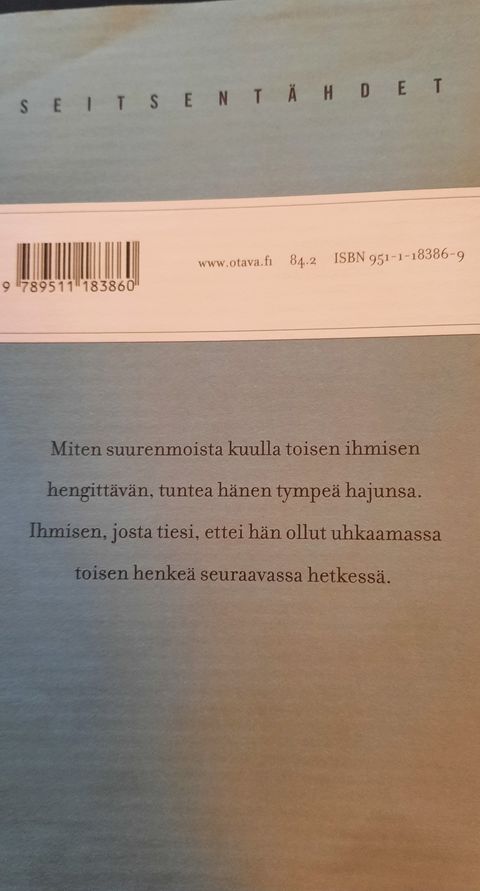 SEITSENTÄHDET
www.otava.fi 84.2 ISBN 951-1-18386-9
9 789511 183860
Miten suurenmoista kuulla toisen ihmisen
hengittävän, tuntea hänen tympeä hajunsa.
Ihmisen, josta tiesi, ettei hän ollut uhkaamassa
toisen henkeä seuraavassa hetkessä.